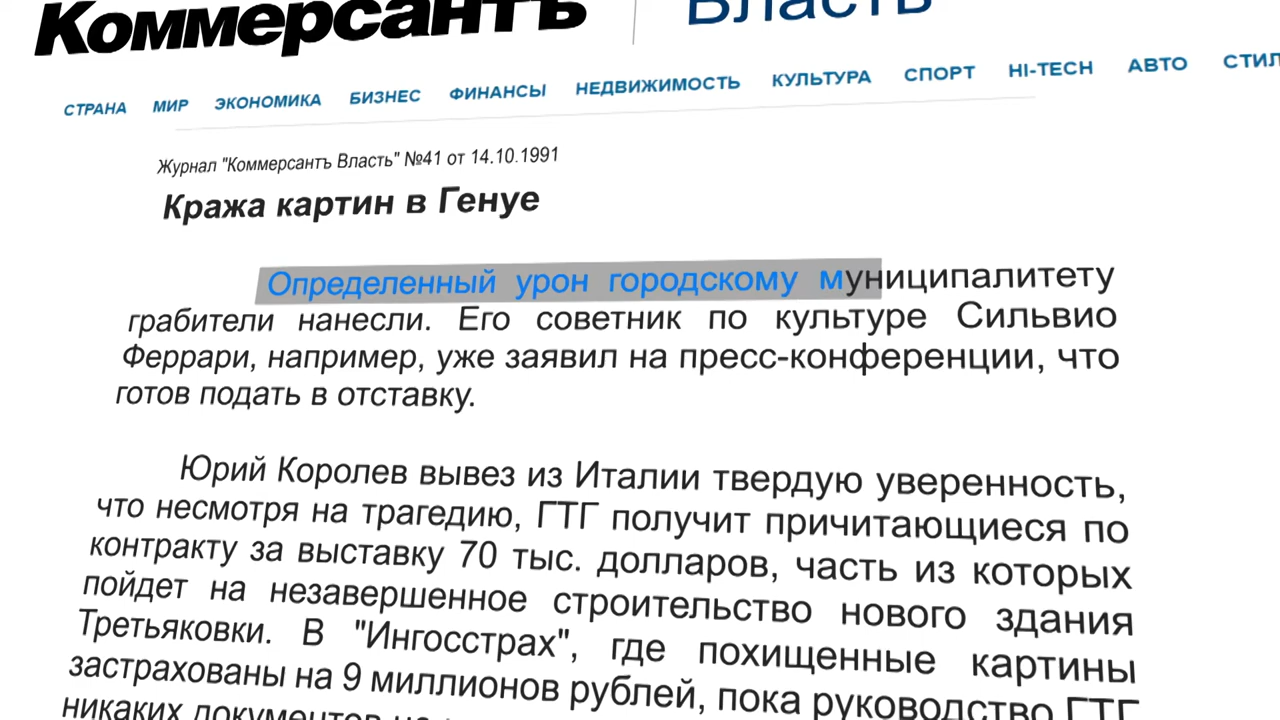 Коммерсантъ Власть
СТРАНА МИР ЭКОНОМИКА БИЗНЕС ФИНАНСЫ НЕДВИЖИМОСТЬ КУЛЬТУРА СПОРТ HI-TECH АВТО СТИЛ
Журнал "Коммерсантъ Власть" №41 от 14.10.1991
Кража картин в Генуе
Определенный урон городскому муниципалитету
грабители нанесли. Его советник по культуре Сильвио
Феррари, например, уже заявил на пресс-конференции, что
готов подать в отставку.
Юрий Королев вывез из Италии твердую уверенность,
что несмотря на трагедию, ГТГ получит причитающиеся по
контракту за выставку 70 тыс. долларов, часть из которых
пойдет на незавершенное строительство нового здания
Третьяковки. В "Ингосстрах", где похищенные картины
застрахованы на 9 миллионов рублей, пока руководство ГТГ
никаких документов